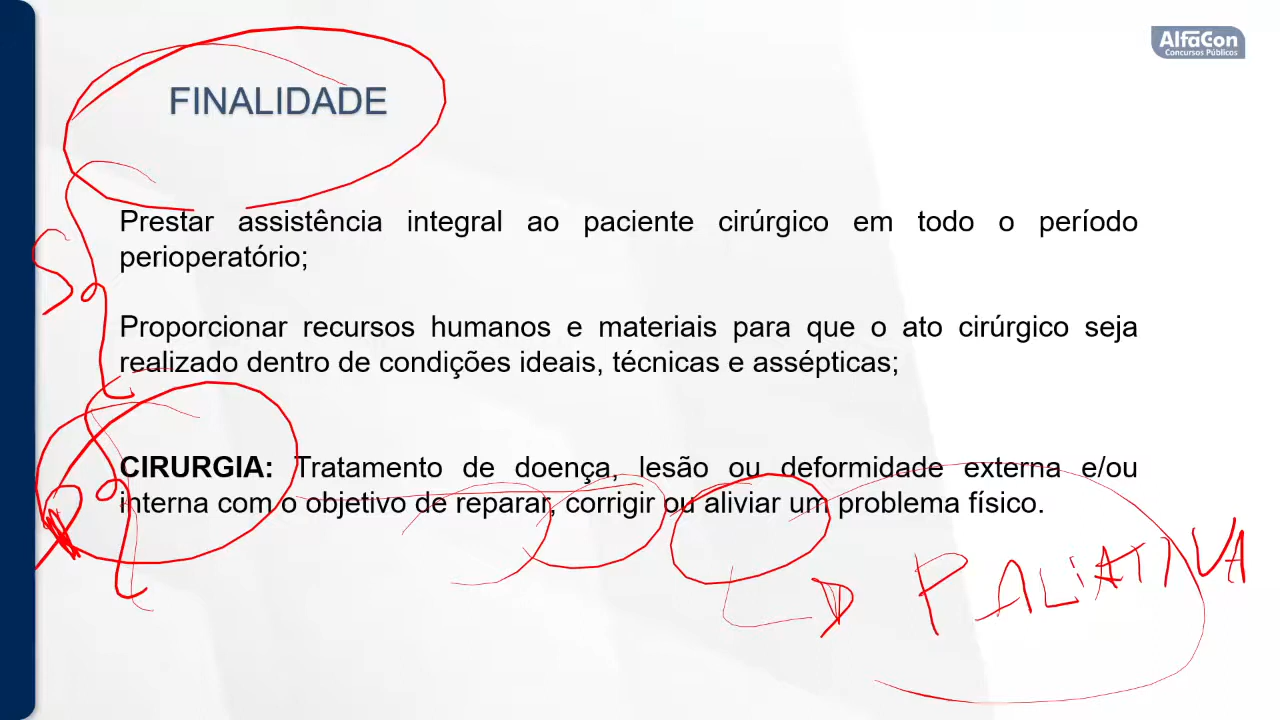 AlfaCon
Concursos Públicos
FINALIDADE
Prestar assistência integral ao paciente cirúrgico em todo o período
perioperatório;
Proporcionar recursos humanos e materiais para que o ato cirúrgico seja
realizado dentro de condições ideais, técnicas e assépticas;
CIRURGIA: Tratamento de doença, lesão ou deformidade externa e/ou
interna com o objetivo de reparar, corrigir ou aliviar um problema físico.
PALIATIVA